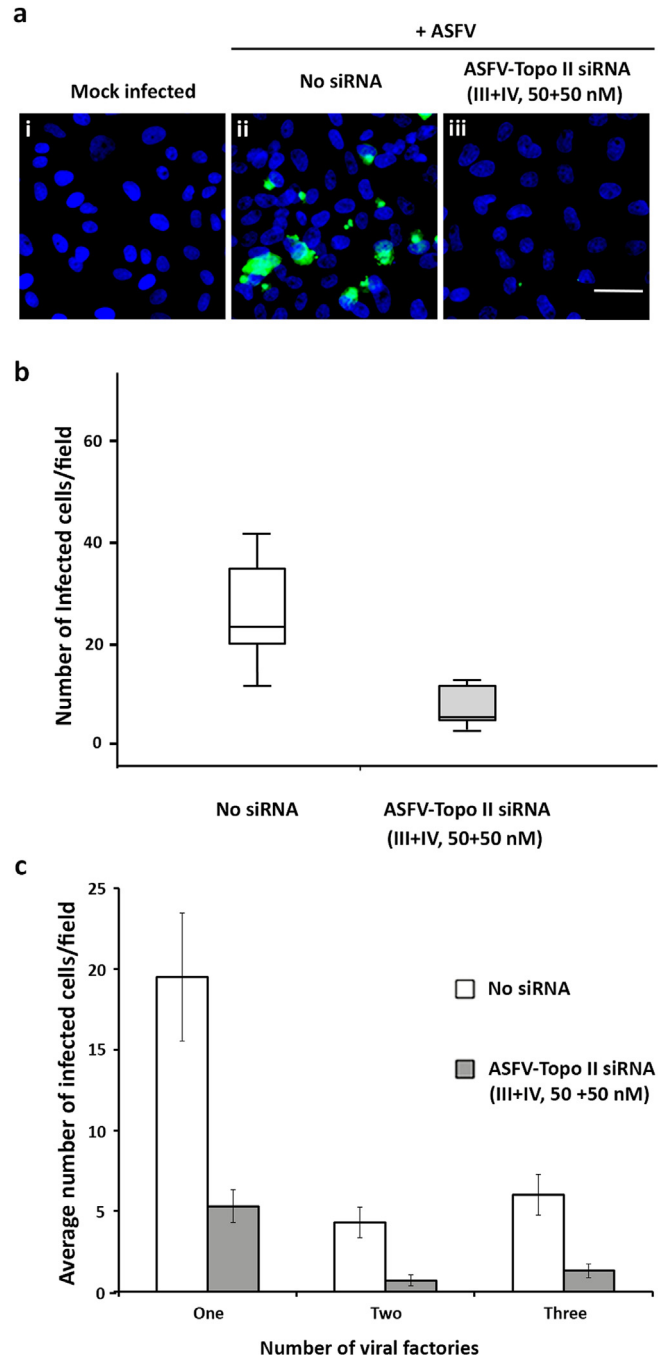 a
+ ASFV
Mock infected
No siRNA
ASFV-Topo II siRNA
(III+IV, 50+50 nM)
i
ii
iii
b
Number of Infected cells/field
60
40
20
0
No siRNA
ASFV-Topo II siRNA
(III+IV, 50+50 nM)
c
Average number of infected cells/field
25
20
15
10
5
0
No siRNA
ASFV-Topo II siRNA
(III+IV, 50 +50 nM)
One
Two
Three
Number of viral factories